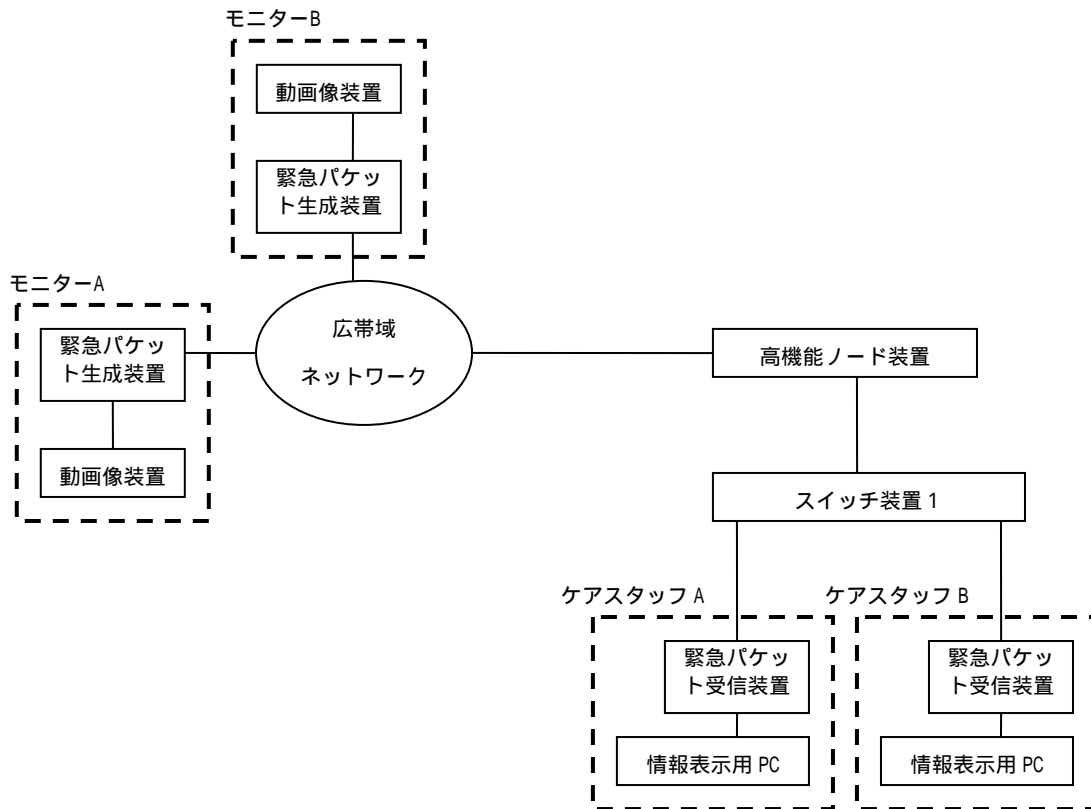 モニターB
動画像装置
緊急パケッ
ト生成装置
モニターA
緊急パケッ
ト生成装置
動画像装置
広帯域
ネットワーク
高機能ノード装置
スイッチ装置 1
ケアスタッフ A
緊急パケッ
ト受信装置
情報表示用 PC
ケアスタッフ B
緊急パケッ
ト受信装置
情報表示用 PC